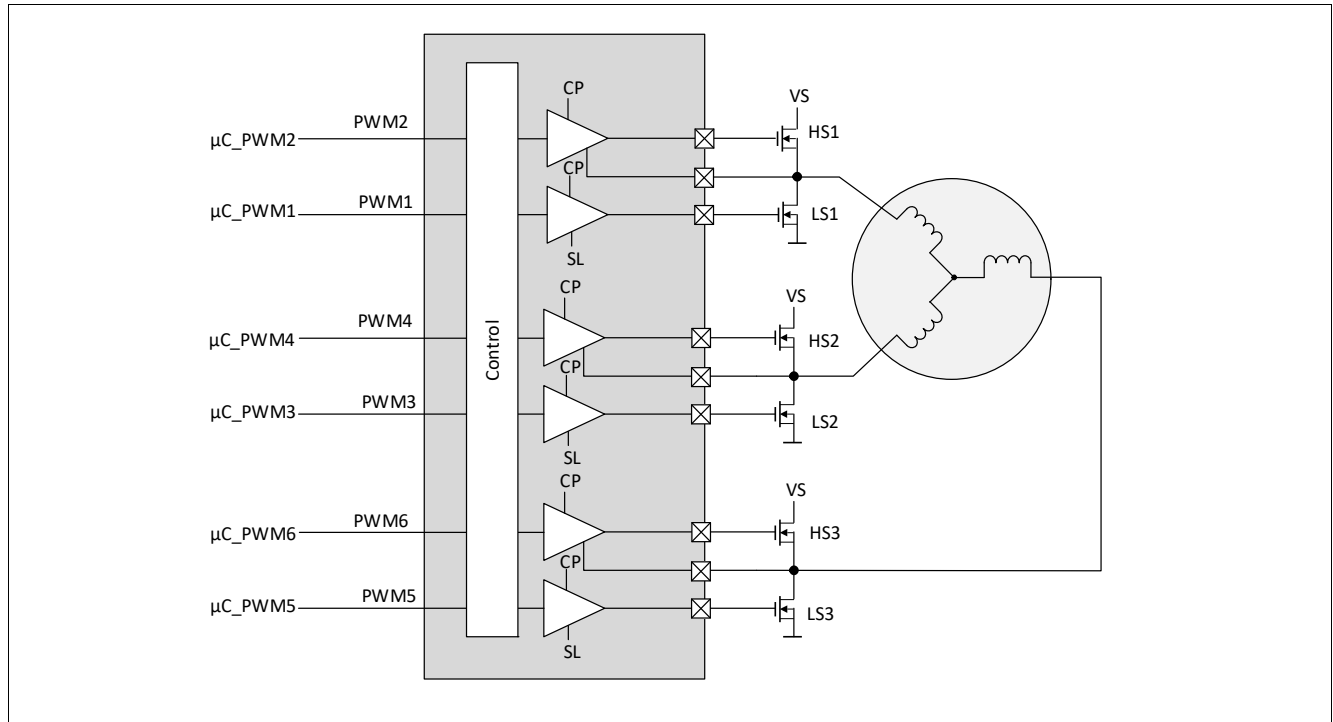 CP
VS
PWM2
HS1
µC_PWM2
CP
PWM1
µC_PWM1
LS1
SL
CP
VS
PWM4
HS2
µC_PWM4
Control
CP
PWM3
µC_PWM3
LS2
SL
CP
VS
PWM6
HS3
µC_PWM6
CP
PWM5
µC_PWM5
LS3
SL